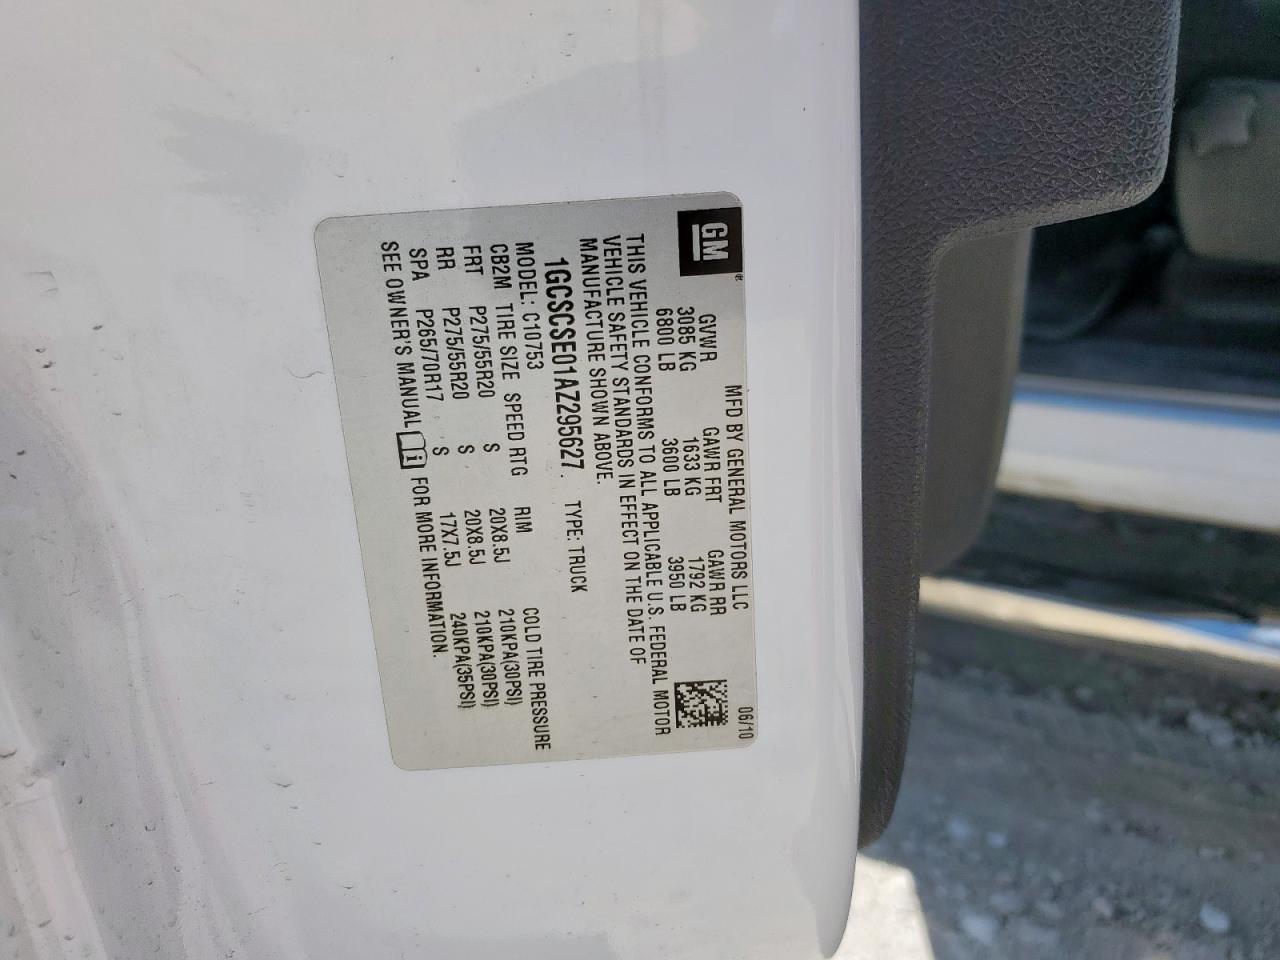 GM®
MFD BY GENERAL MOTORS LLC 06/10
GVWR GAWR FRT GAWR RR
3085 KG 1633 KG 1792 KG
6800 LB 3600 LB 3950 LB
THIS VEHICLE CONFORMS TO ALL APPLICABLE U.S. FEDERAL MOTOR
VEHICLE SAFETY STANDARDS IN EFFECT ON THE DATE OF
MANUFACTURE SHOWN ABOVE.
1GCSCSE01AZ295627 TYPE: TRUCK
MODEL: C10753
CB2M TIRE SIZE SPEED RTG RIM COLD TIRE PRESSURE
FRT P275/55R20 S 20X8.5J 210KPA(30PSI)
RR P275/55R20 S 20X8.5J 210KPA(30PSI)
SPA P265/70R17 S 17X7.5J 240KPA(35PSI)
SEE OWNER'S MANUAL i FOR MORE INFORMATION.